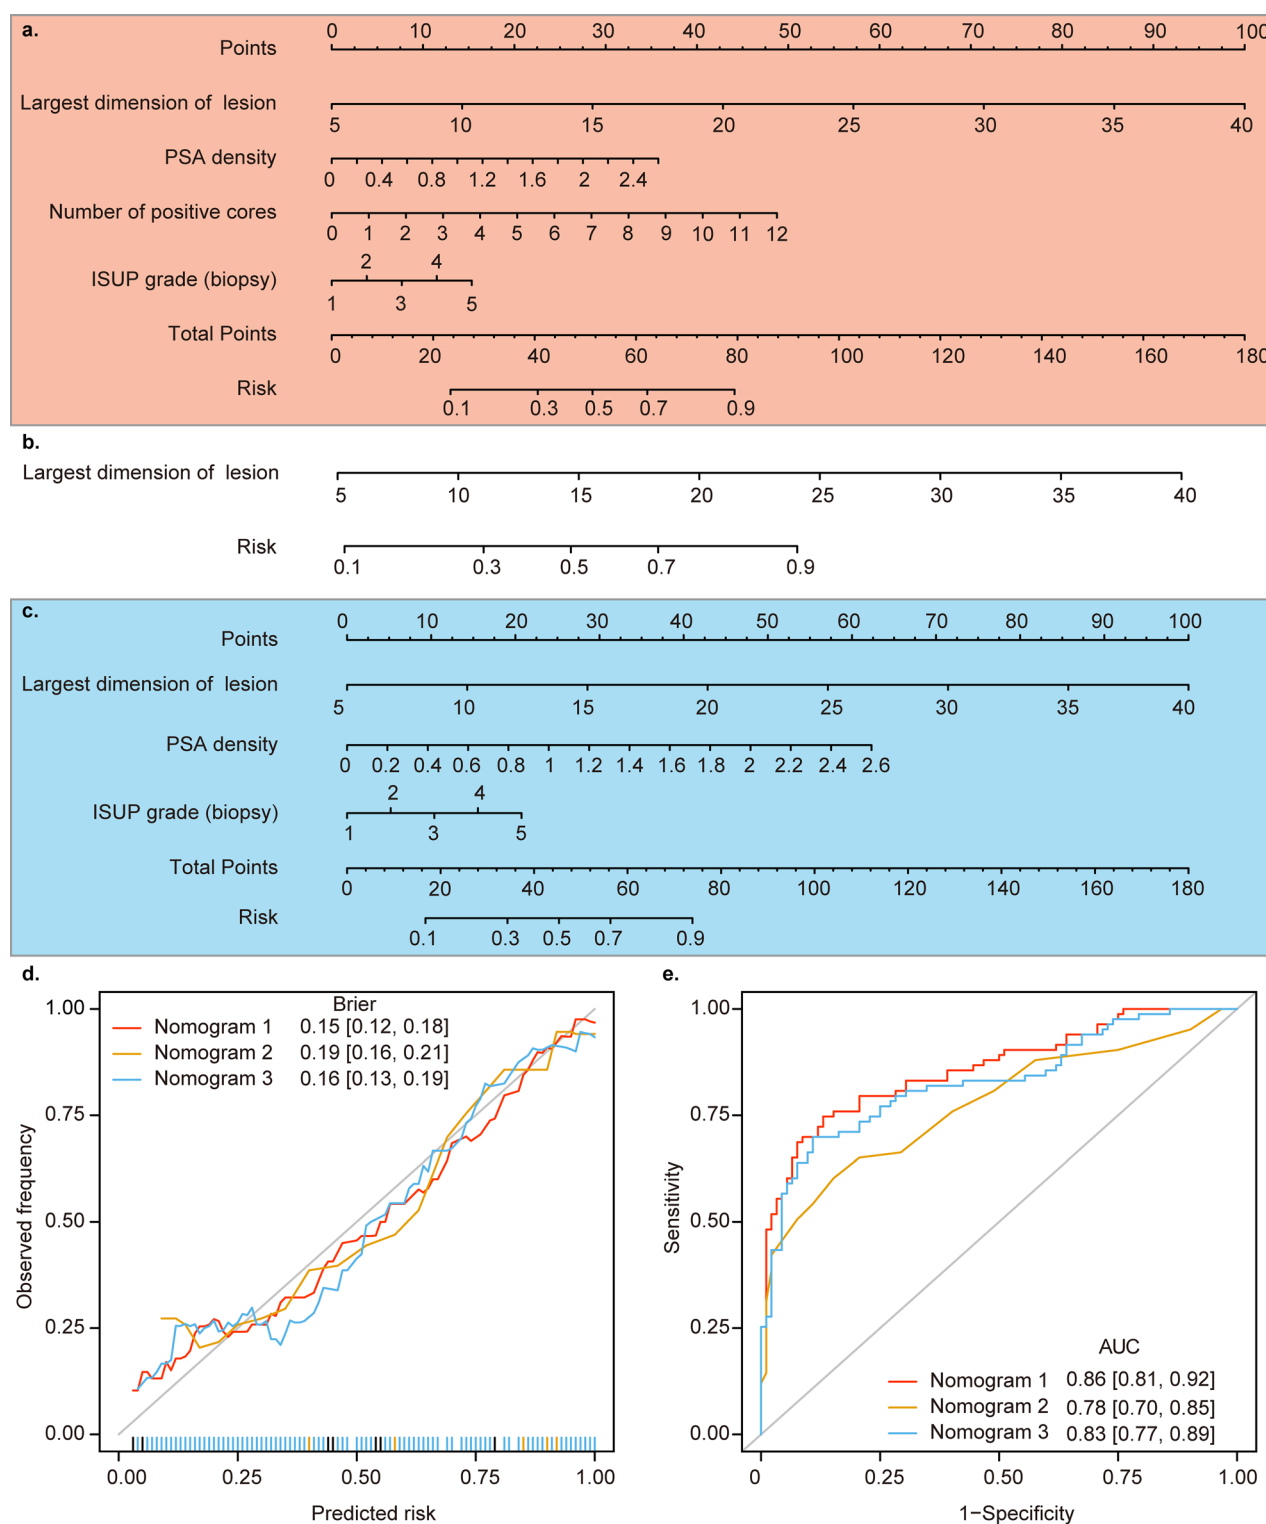 a.
0 10 20 30 40 50 60 70 80 90 100
Points
Largest dimension of lesion
5 10 15 20 25 30 35 40
PSA density
0 0.4 0.8 1.2 1.6 2 2.4
Number of positive cores
0 1 2 3 4 5 6 7 8 9 10 11 12
2 4
ISUP grade (biopsy)
1 3 5
Total Points
0 20 40 60 80 100 120 140 160 180
Risk
0.1 0.3 0.5 0.7 0.9
b.
Largest dimension of lesion
5 10 15 20 25 30 35 40
Risk
0.1 0.3 0.5 0.7 0.9
c.
0 10 20 30 40 50 60 70 80 90 100
Points
Largest dimension of lesion
5 10 15 20 25 30 35 40
PSA density
0 0.2 0.4 0.6 0.8 1 1.2 1.4 1.6 1.8 2 2.2 2.4 2.6
2 4
ISUP grade (biopsy)
1 3 5
Total Points
0 20 40 60 80 100 120 140 160 180
Risk
0.1 0.3 0.5 0.7 0.9
d.
Brier
Nomogram 1 0.15 [0.12, 0.18]
Nomogram 2 0.19 [0.16, 0.21]
Nomogram 3 0.16 [0.13, 0.19]
1.00
0.75
0.50
0.25
0.00
Observed frequency
0.00 0.25 0.50 0.75 1.00
Predicted risk
e.
1.00
0.75
0.50
0.25
0.00
Sensitivity
AUC
Nomogram 1 0.86 [0.81, 0.92]
Nomogram 2 0.78 [0.70, 0.85]
Nomogram 3 0.83 [0.77, 0.89]
0 0.25 0.50 0.75 1.00
1−Specificity